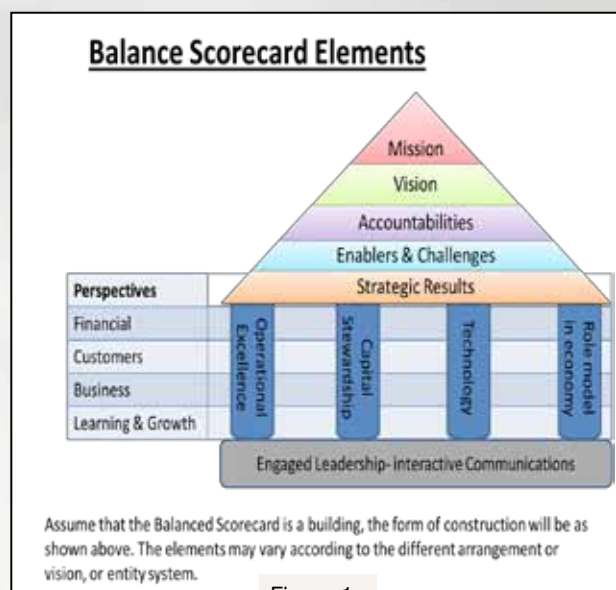 Balance Scorecard Elements
Mission
Vision
Accountabilities
Enablers & Challenges
Strategic Results
Perspectives
Financial
Customers
Business
Learning & Growth
Operational
Excellence
Capital
Stewardship
Technology
Role model
in economy
Engaged Leadership- interactive Communications
Assume that the Balanced Scorecard is a building, the form of construction will be as
shown above. The elements may vary according to the different arrangement or
vision, or entity system.